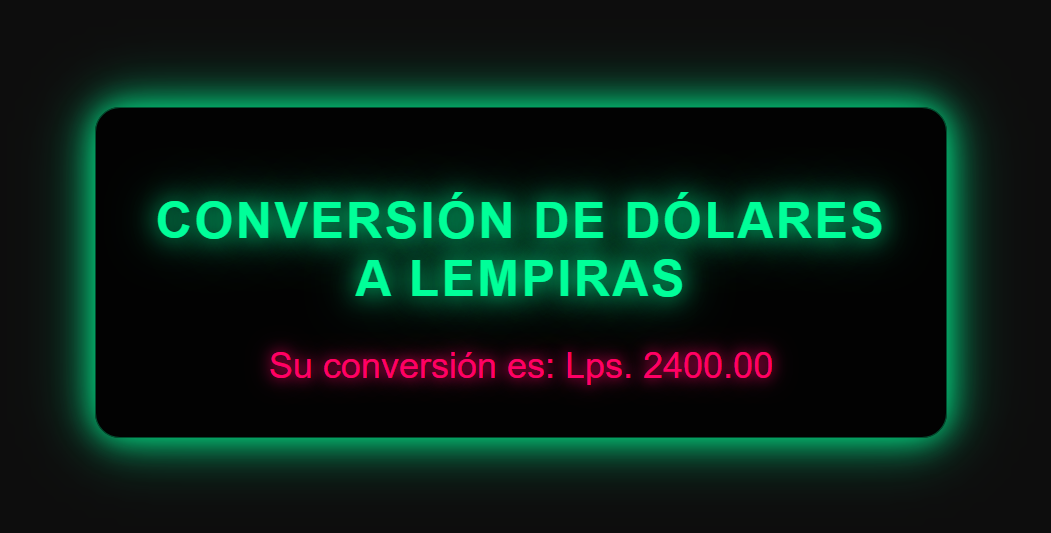 CONVERSIÓN DE DÓLARES
A LEMPIRAS
Su conversión es: Lps. 2400.00